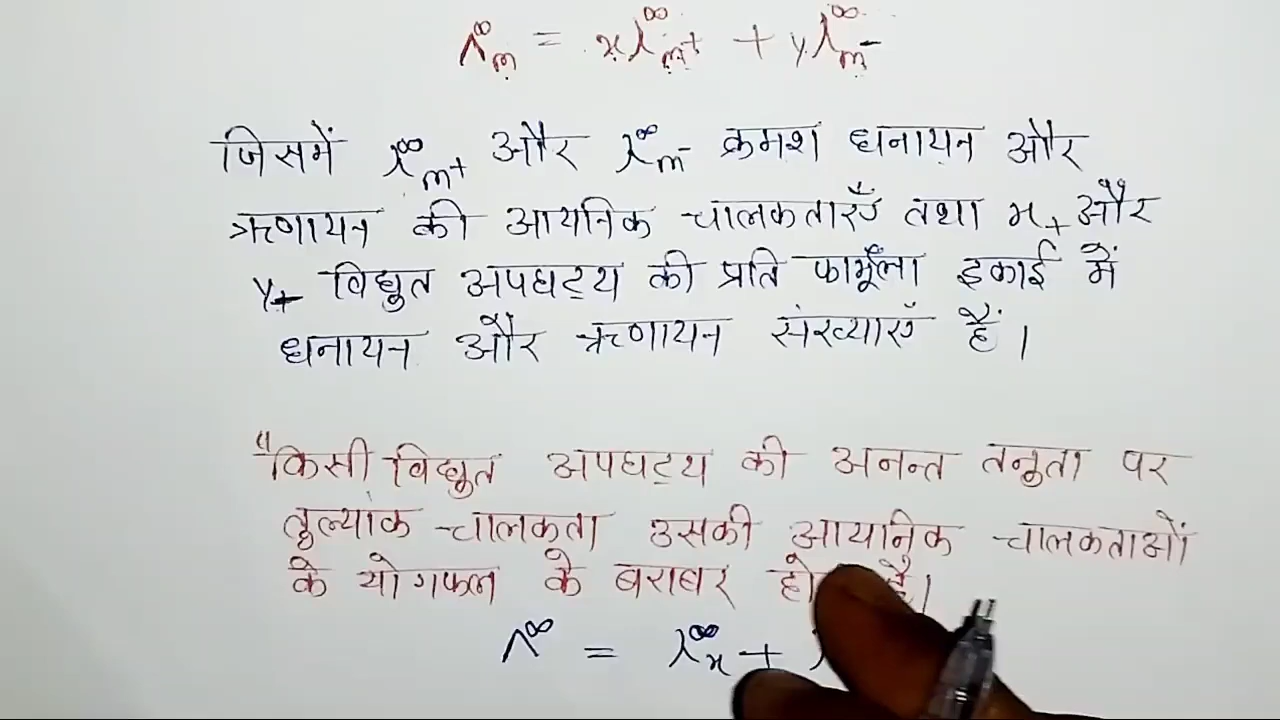 Λ∞m = xλ∞m+ + yλ∞m-
जिसमें λ∞m+ और λ∞m- क्रमश धनायन और
ऋणायन की आयनिक चालकताएँ तथा x+ और
y+ विद्युत अपघट्य की प्रति फार्मूला इकाई में
धनायन और ऋणायन संख्याएँ हैं।
"किसी विद्युत अपघट्य की अनन्त तनुता पर
तुल्यांक चालकता उसकी आयनिक चालकताओं
के योगफल के बराबर है।
Λ∞ = λ∞x +